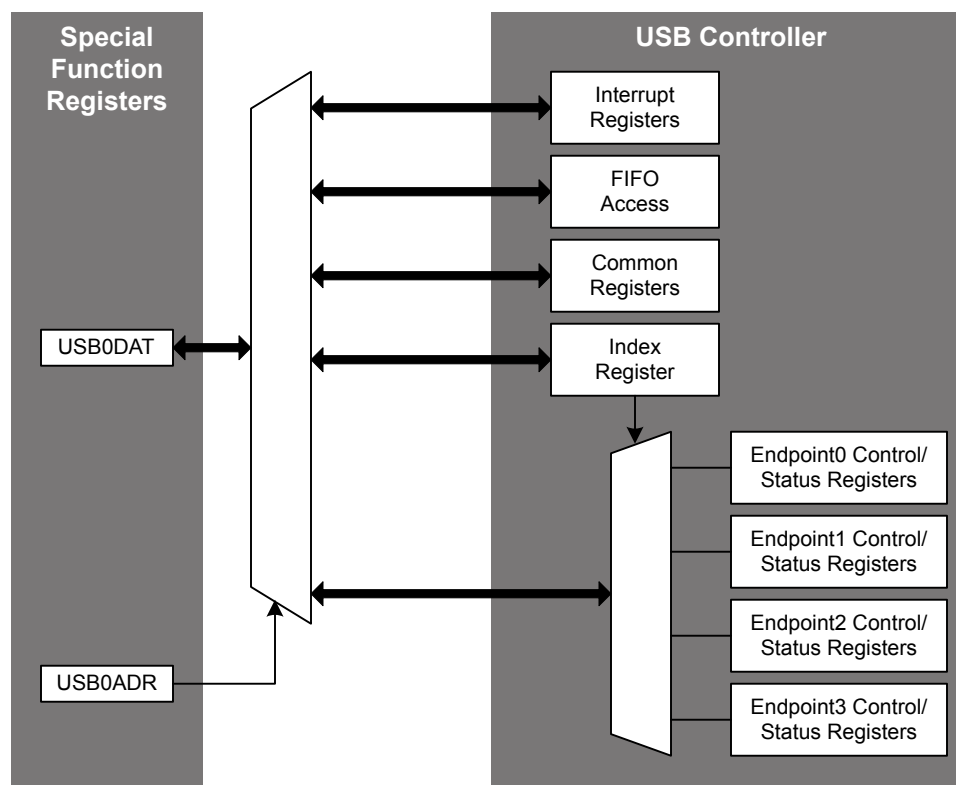 Special
Function
Registers
USB Controller
Interrupt
Registers
FIFO
Access
Common
Registers
USB0DAT
Index
Register
Endpoint0 Control/
Status Registers
Endpoint1 Control/
Status Registers
Endpoint2 Control/
Status Registers
USB0ADR
Endpoint3 Control/
Status Registers